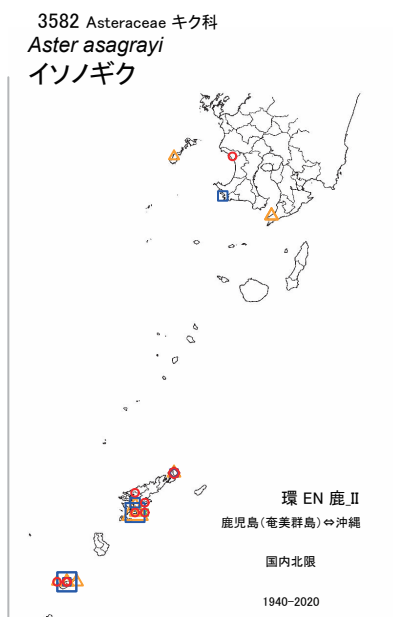 3582 Asteraceae キク科
Aster asagrayi
イソノギク
環 EN 鹿_II
鹿児島(奄美群島)⇔沖縄
国内北限
1940-2020